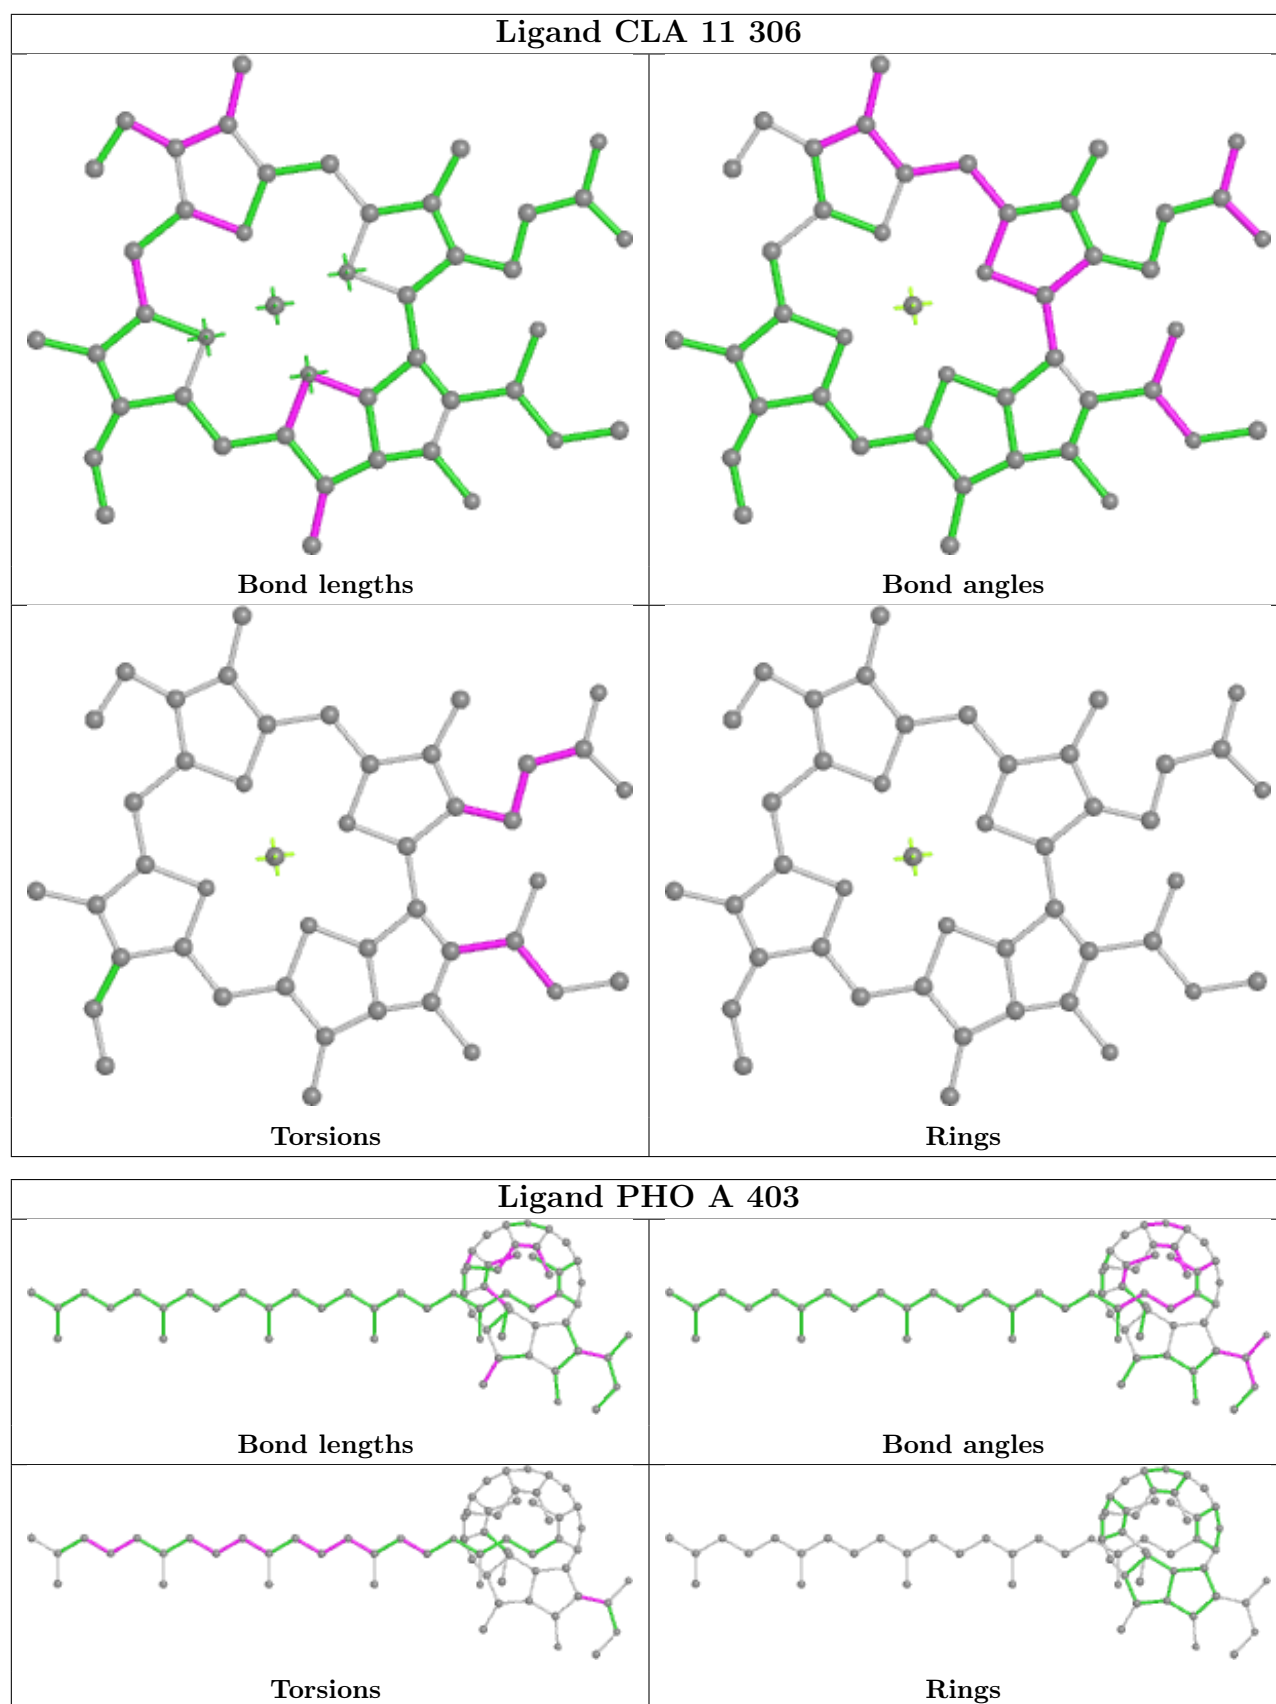 Ligand CLA 11 306
Bond lengths
Bond angles
Torsions
Rings
Ligand PHO A 403
Bond lengths
Bond angles
Torsions
Rings